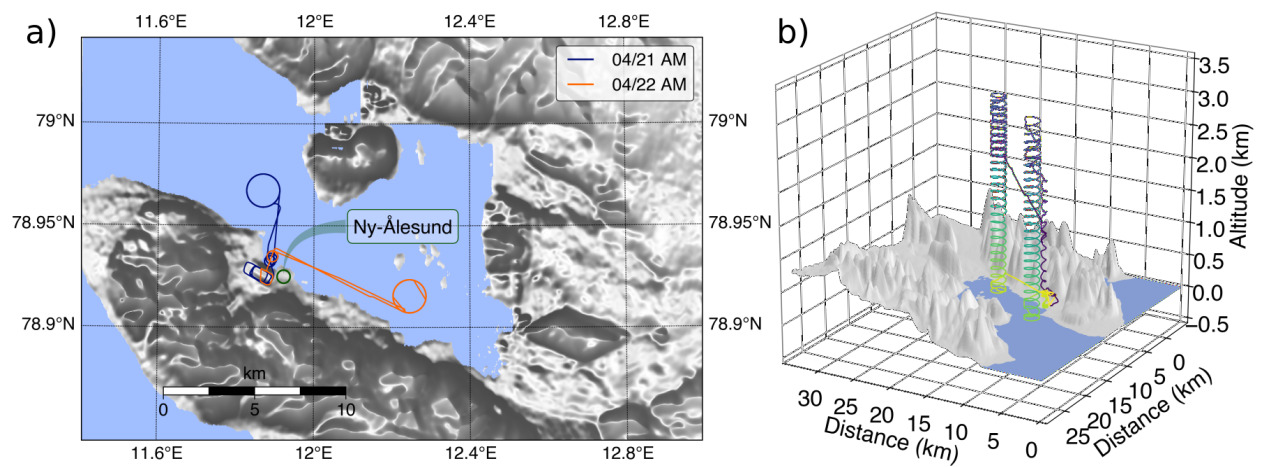 a)
11.6°E 12°E 12.4°E 12.8°E
04/21 AM
04/22 AM
79°N 79°N
78.95°N 78.95°N
Ny-Ålesund
78.9°N 78.9°N
km
0 5 10
11.6°E 12°E 12.4°E 12.8°E
b)
3.5
3.0
2.5
2.0
1.5
1.0
0.5
0.0
−0.5
Altitude (km)
30 25 20 15 10 5 0
Distance (km)
25 20 15 10 5 0
Distance (km)